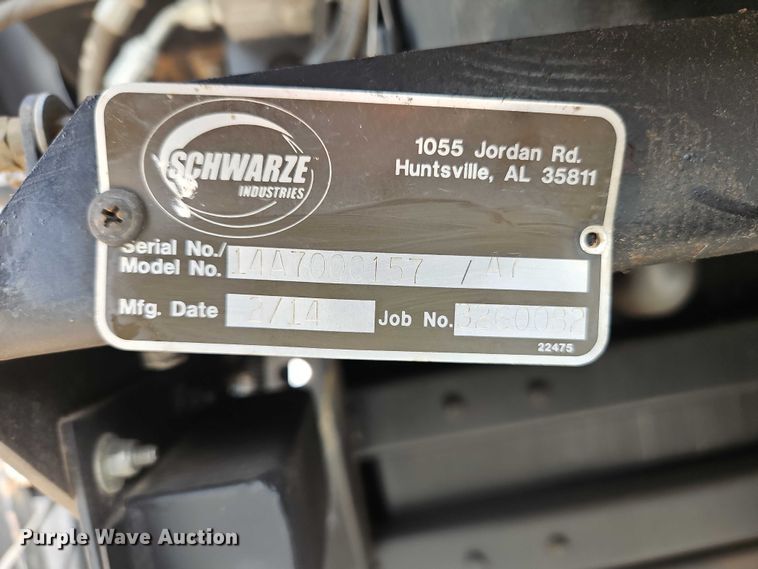 SCHWARZE
INDUSTRIES
1055 Jordan Rd.
Huntsville, AL 35811
Serial No./
Model No. / A7
Mfg. Date 2/14 Job No.
22475
Purple Wave Auction®